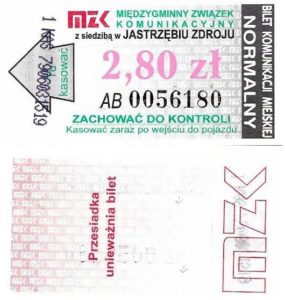 MZK MIĘDZYGMINNY ZWIĄZEK
KOMUNIKACYJNY
z siedzibą w JASTRZĘBIU ZDROJU
2,80 zł
AB 0056180
ZACHOWAĆ DO KONTROLI
Kasować zaraz po wejściu do pojazdu
kasować
BILET KOMUNIKACJI MIEJSKIEJ
NORMALNY
Przesiadka
unieważnia bilet
MZK